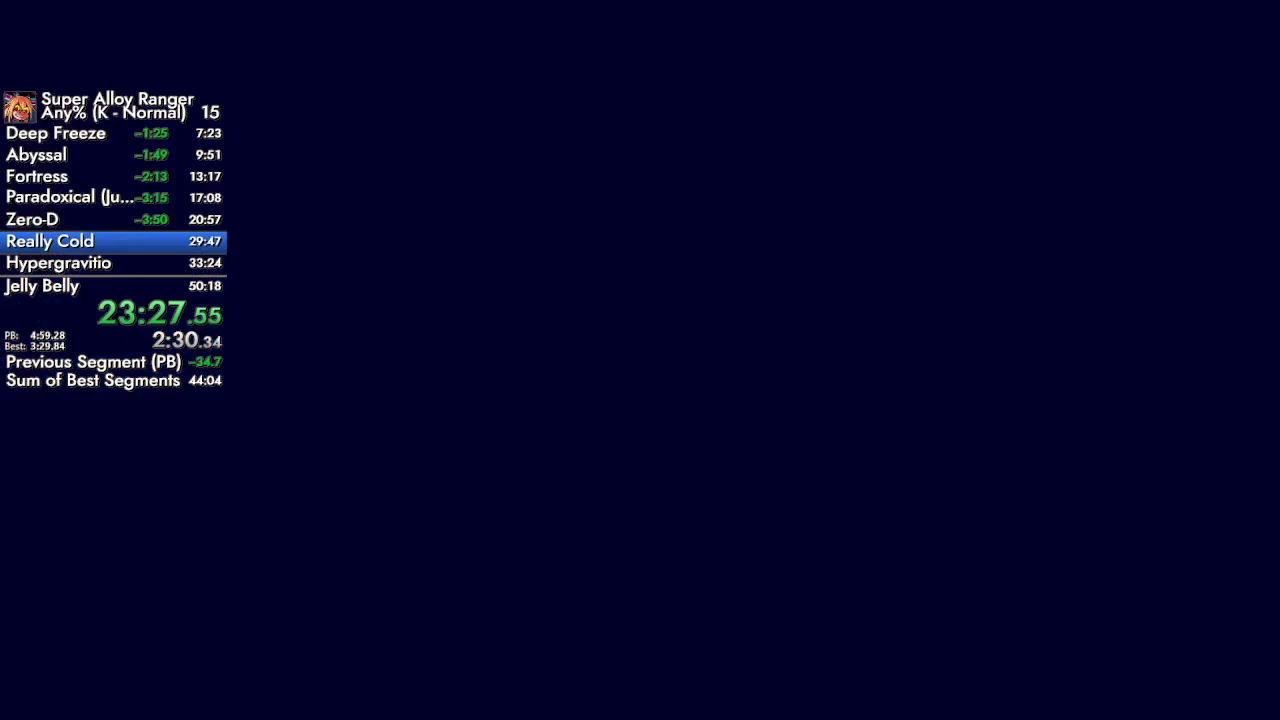 Super Alloy Ranger
Any% (K - Normal) 15
Deep Freeze −1:25 7:23
Abyssal −1:49 9:51
Fortress −2:13 13:17
Paradoxical (Ju... −3:15 17:08
Zero-D −3:50 20:57
Really Cold 29:47
Hypergravitio 33:24
Jelly Belly 50:18
23:27.55
PB: 4:59.28
Best: 3:29.84
2:30.34
Previous Segment (PB) −34.7
Sum of Best Segments 44:04